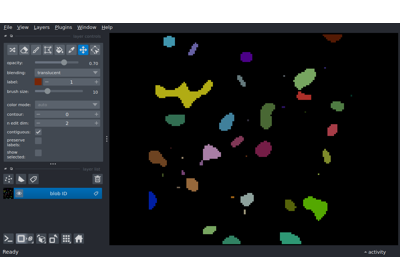 File View Layers Plugins Window Help
opacity: 0.70
blending: translucent
label: 1
brush size: 10
color mode:
contour: 0
n edit dim: 2
contiguous
preserve labels:
show selected:
blob ID
Ready activity